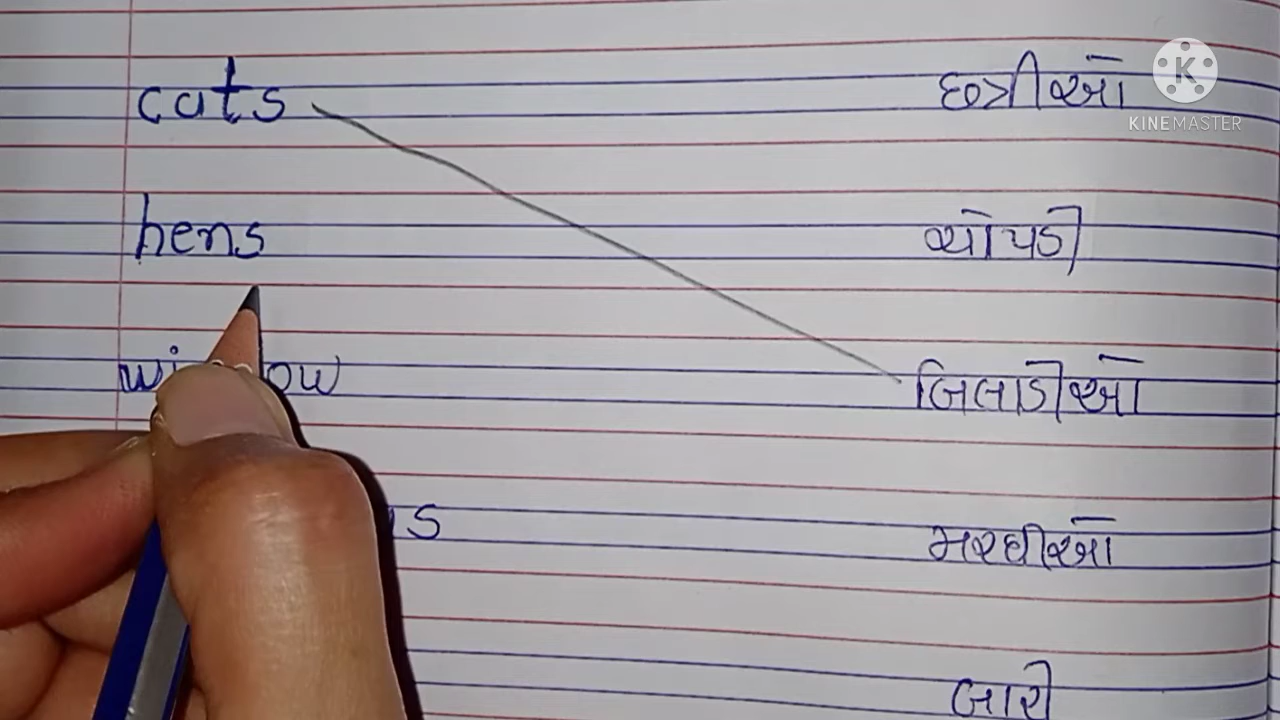 cats છત્રીઓ
KINEMASTER
hens ચોપડી
બિલાડીઓ
s મરઘીઓ
બારી